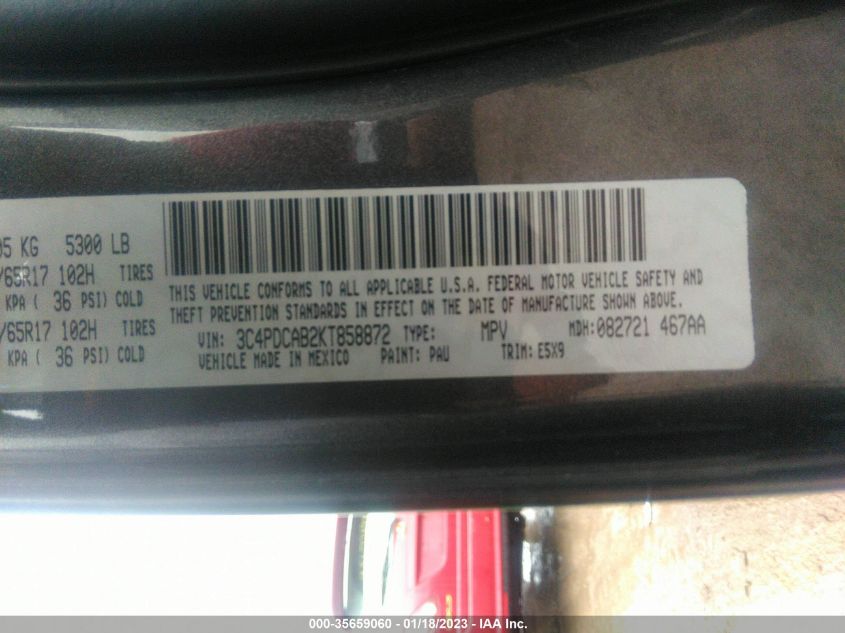 05 KG 5300 LB
/65R17 102H TIRES
KPA ( 36 PSI) COLD
/65R17 102H TIRES
KPA ( 36 PSI) COLD
THIS VEHICLE CONFORMS TO ALL APPLICABLE U.S.A. FEDERAL MOTOR VEHICLE SAFETY AND
THEFT PREVENTION STANDARDS IN EFFECT ON THE DATE OF MANUFACTURE SHOWN ABOVE.
VIN: 3C4PDCAB2KT858872 TYPE: MPV MDH:082721 467AA
VEHICLE MADE IN MEXICO PAINT: PAU TRIM: E5X9
000-35659060 - 01/18/2023 - IAA Inc.